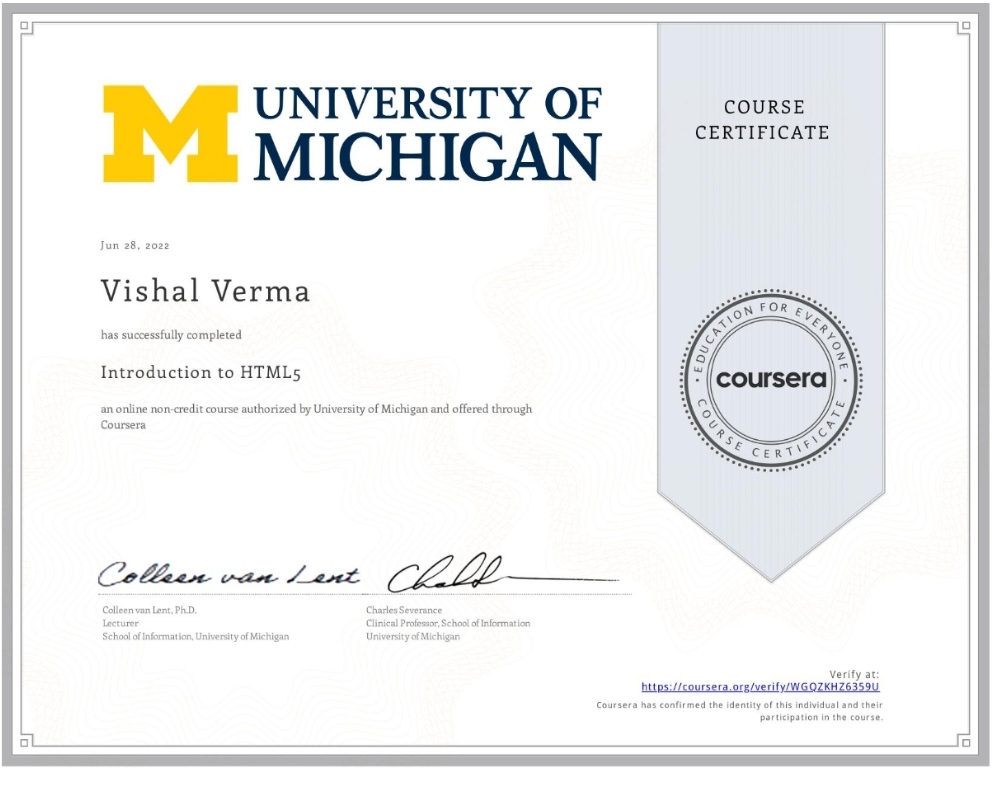 M UNIVERSITY OF
MICHIGAN
COURSE
CERTIFICATE
Jun 28, 2022
Vishal Verma
has successfully completed
Introduction to HTML5
an online non-credit course authorized by University of Michigan and offered through
Coursera
EDUCATION FOR EVERYONE
coursera
COURSE CERTIFICATE
Colleen van Lent
Colleen van Lent, Ph.D.
Lecturer
School of Information, University of Michigan
Charles Severance
Clinical Professor, School of Information
University of Michigan
Verify at:
https://coursera.org/verify/WGQZKHZ6359U
Coursera has confirmed the identity of this individual and their
participation in the course.